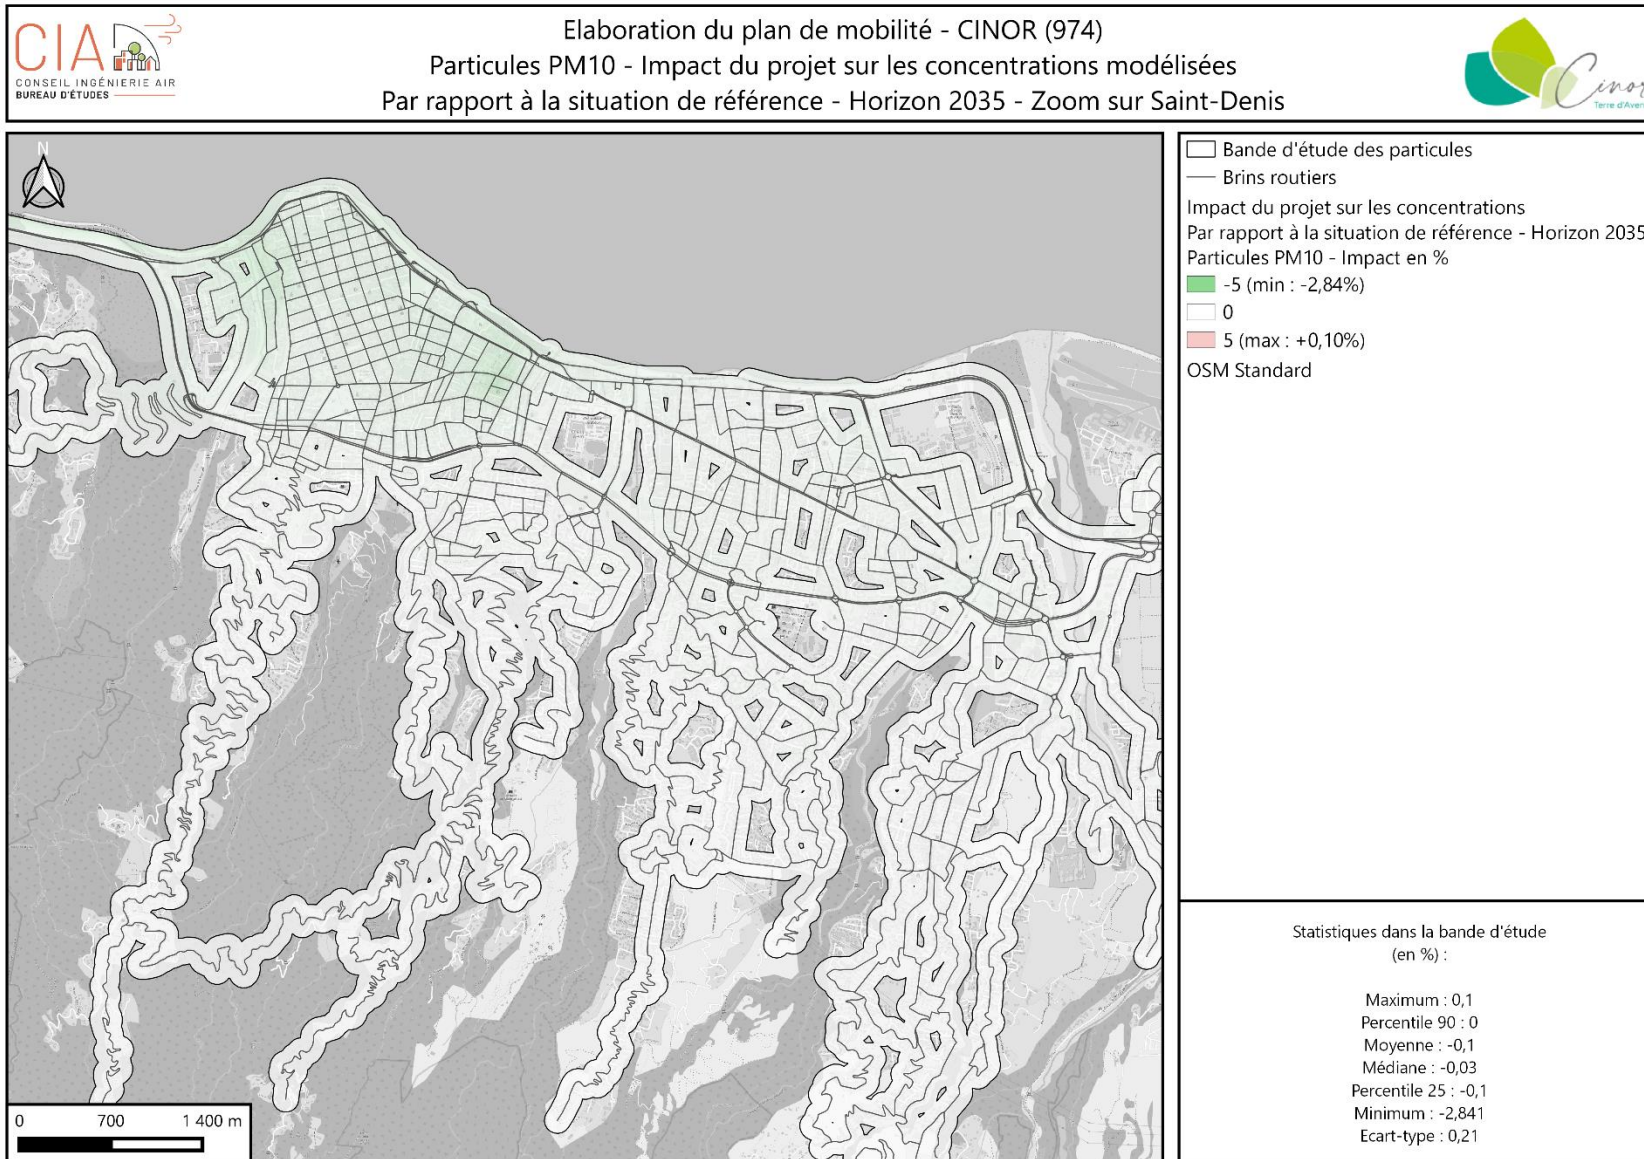 CIA
CONSEIL INGÉNIERIE AIR
BUREAU D'ÉTUDES
Elaboration du plan de mobilité - CINOR (974)
Particules PM10 - Impact du projet sur les concentrations modélisées
Par rapport à la situation de référence - Horizon 2035 - Zoom sur Saint-Denis
Cinor
Terre d'Aven
N
Bande d'étude des particules
Brins routiers
Impact du projet sur les concentrations
Par rapport à la situation de référence - Horizon 2035
Particules PM10 - Impact en %
-5 (min : -2,84%)
0
5 (max : +0,10%)
OSM Standard
Statistiques dans la bande d'étude
(en %) :
Maximum : 0,1
Percentile 90 : 0
Moyenne : -0,1
Médiane : -0,03
Percentile 25 : -0,1
Minimum : -2,841
Ecart-type : 0,21
0 700 1 400 m